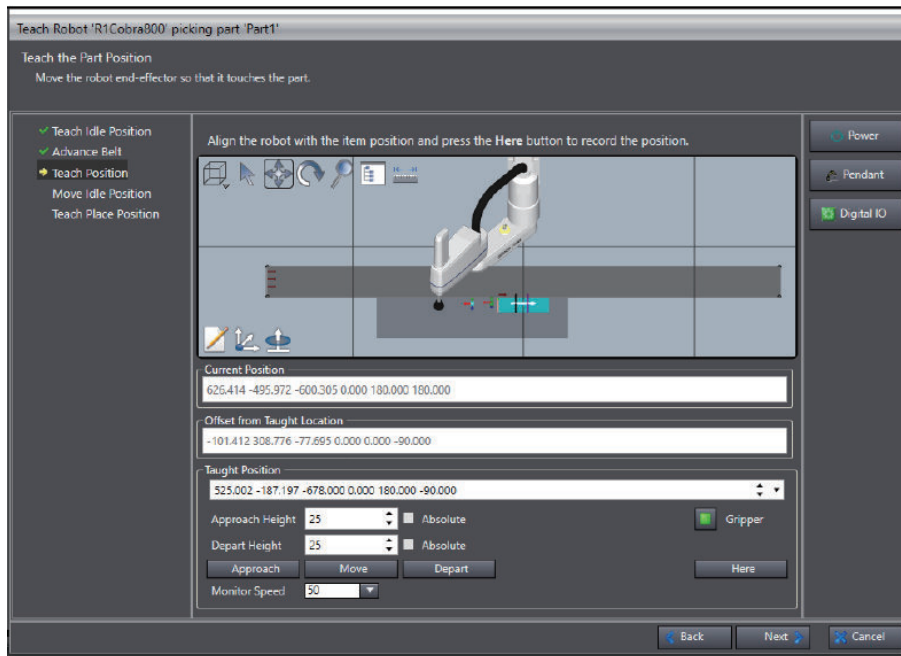 Teach Robot 'R1Cobra800' picking part 'Part1'
Teach the Part Position
Move the robot end-effector so that it touches the part.
Teach Idle Position
Advance Belt
Teach Position
Move Idle Position
Teach Place Position
Align the robot with the item position and press the Here button to record the position.
Power
Pendant
Digital IO
Current Position
626.414 -495.972 -600.305 0.000 180.000 180.000
Offset from Taught Location
-101.412 308.776 -77.695 0.000 0.000 -90.000
Taught Position
525.002 -187.197 -678.000 0.000 180.000 -90.000
Approach Height 25 Absolute Gripper
Depart Height 25 Absolute
Approach Move Depart Here
Monitor Speed 50
Back Next Cancel